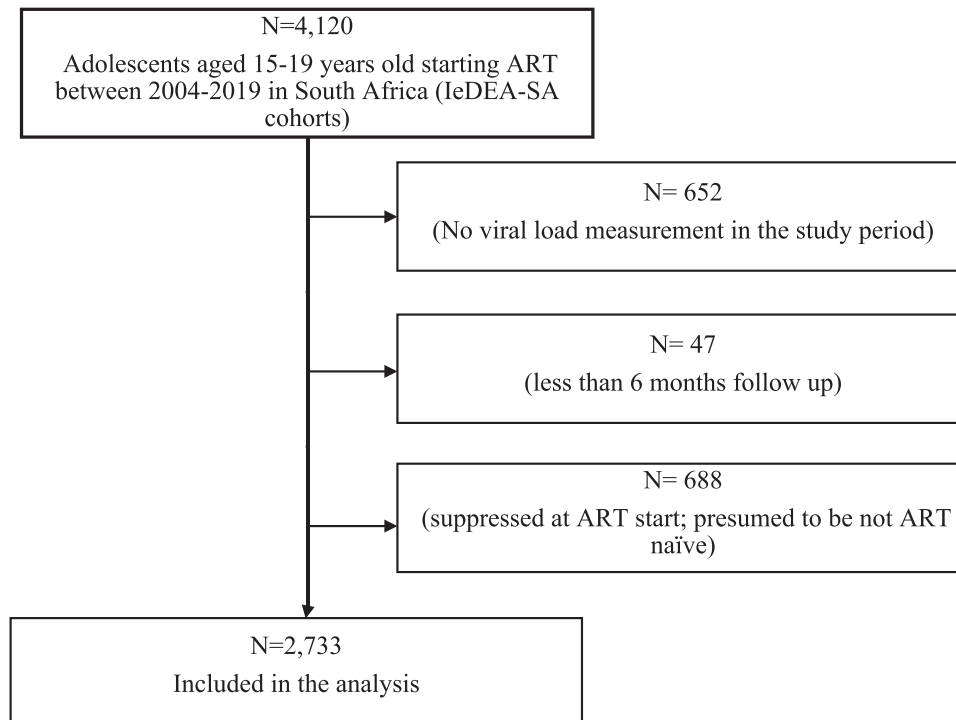 N=4,120
Adolescents aged 15-19 years old starting ART
between 2004-2019 in South Africa (IeDEA-SA
cohorts)
N= 652
(No viral load measurement in the study period)
N= 47
(less than 6 months follow up)
N= 688
(suppressed at ART start; presumed to be not ART
naïve)
N=2,733
Included in the analysis